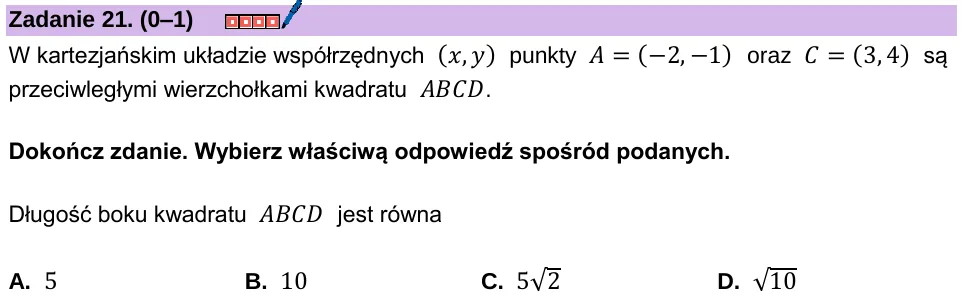 Zadanie 21. (0–1)
W kartezjańskim układzie współrzędnych (x, y) punkty A = (−2, −1) oraz C = (3, 4) są
przeciwległymi wierzchołkami kwadratu ABCD.
Dokończ zdanie. Wybierz właściwą odpowiedź spośród podanych.
Długość boku kwadratu ABCD jest równa
A. 5 B. 10 C. 5√2 D. √10